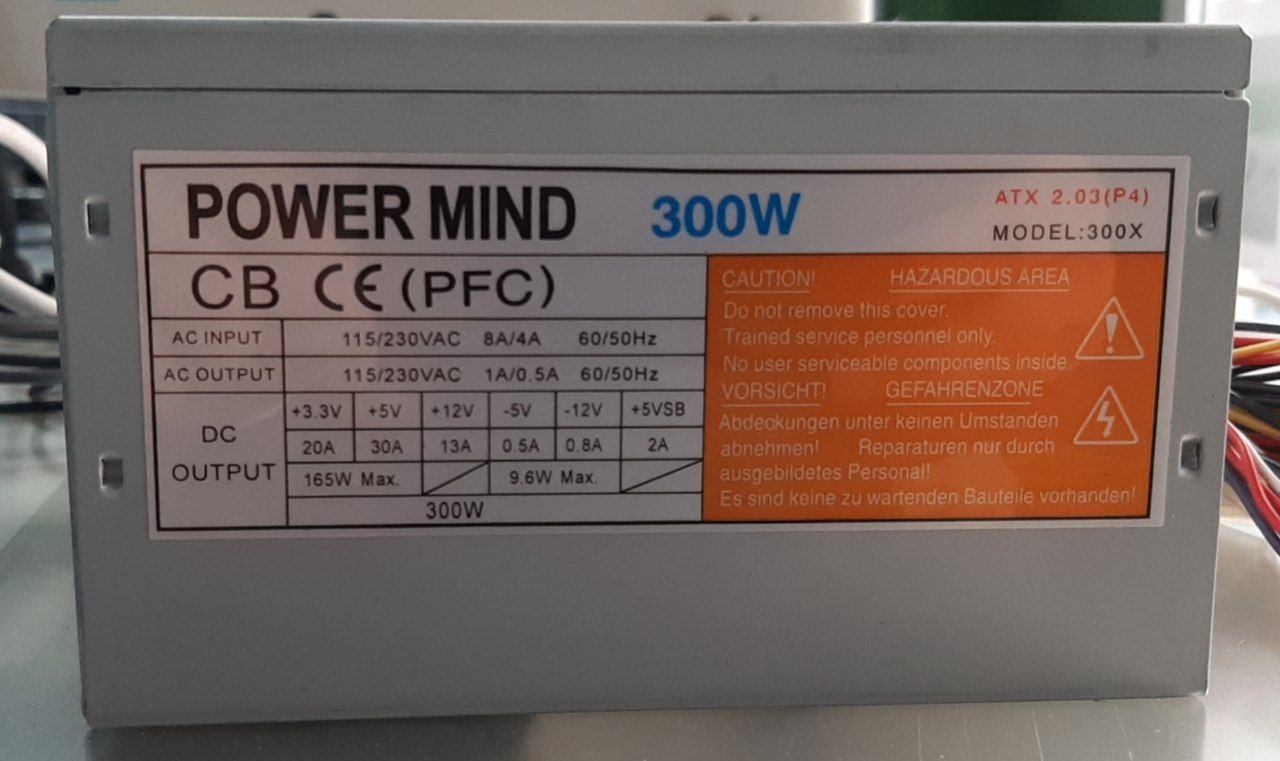 POWER MIND 300W ATX 2.03(P4)
MODEL:300X
CB CE (PFC)
AC INPUT 115/230VAC 8A/4A 60/50Hz
AC OUTPUT 115/230VAC 1A/0.5A 60/50Hz
DC OUTPUT
+3.3V +5V +12V -5V -12V +5VSB
20A 30A 13A 0.5A 0.8A 2A
165W Max. 9.6W Max.
300W
CAUTION! HAZARDOUS AREA
Do not remove this cover.
Trained service personnel only.
No user serviceable components inside.
VORSICHT! GEFAHRENZONE
Abdeokungen unter keinen Umstanden
abnehmen! Reparaturen nur durch
ausgebildetes Personal!
Es sind keine zu wartenden Bauteile vorhanden!